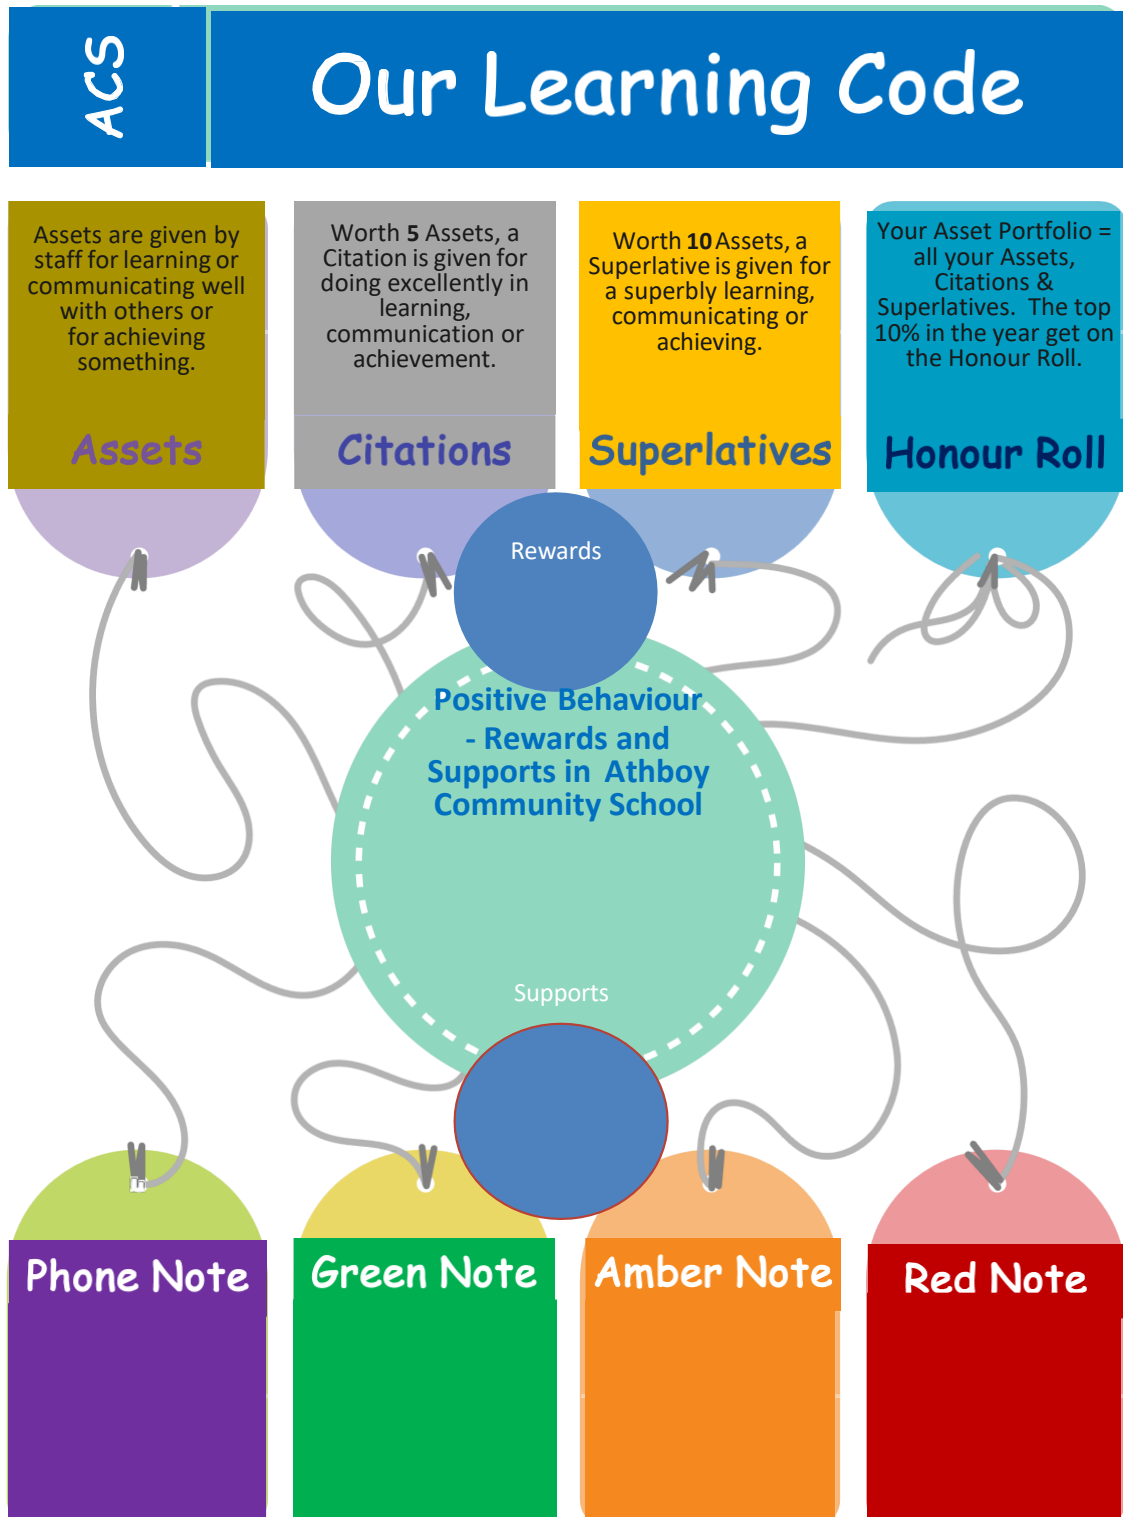 ACS
Our Learning Code
Assets are given by
staff for learning or
communicating well
with others or
for achieving
something.
Assets
Worth 5 Assets, a
Citation is given for
doing excellently in
learning,
communication or
achievement.
Citations
Worth 10 Assets, a
Superlative is given for
a superbly learning,
communicating or
achieving.
Superlatives
Your Asset Portfolio =
all your Assets,
Citations &
Superlatives. The top
10% in the year get on
the Honour Roll.
Honour Roll
Rewards
Positive Behaviour
- Rewards and
Supports in Athboy
Community School
Supports
Phone Note
Green Note
Amber Note
Red Note